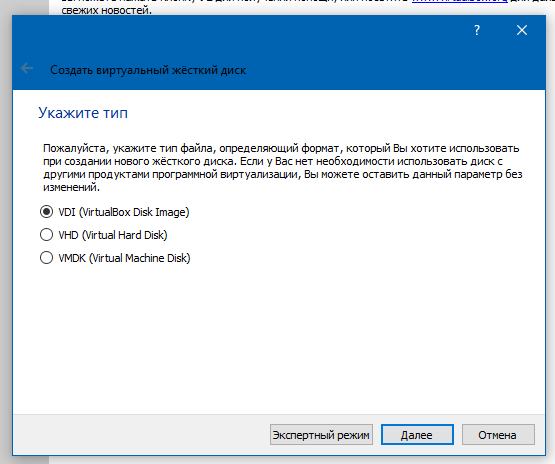 свежих новостей.
?
Создать виртуальный жёсткий диск
Укажите тип
Пожалуйста, укажите тип файла, определяющий формат, который Вы хотите использовать
при создании нового жёсткого диска. Если у Вас нет необходимости использовать диск с
другими продуктами программной виртуализации, Вы можете оставить данный параметр без
изменений.
VDI (VirtualBox Disk Image)
VHD (Virtual Hard Disk)
VMDK (Virtual Machine Disk)
Экспертный режим
Далее
Отмена